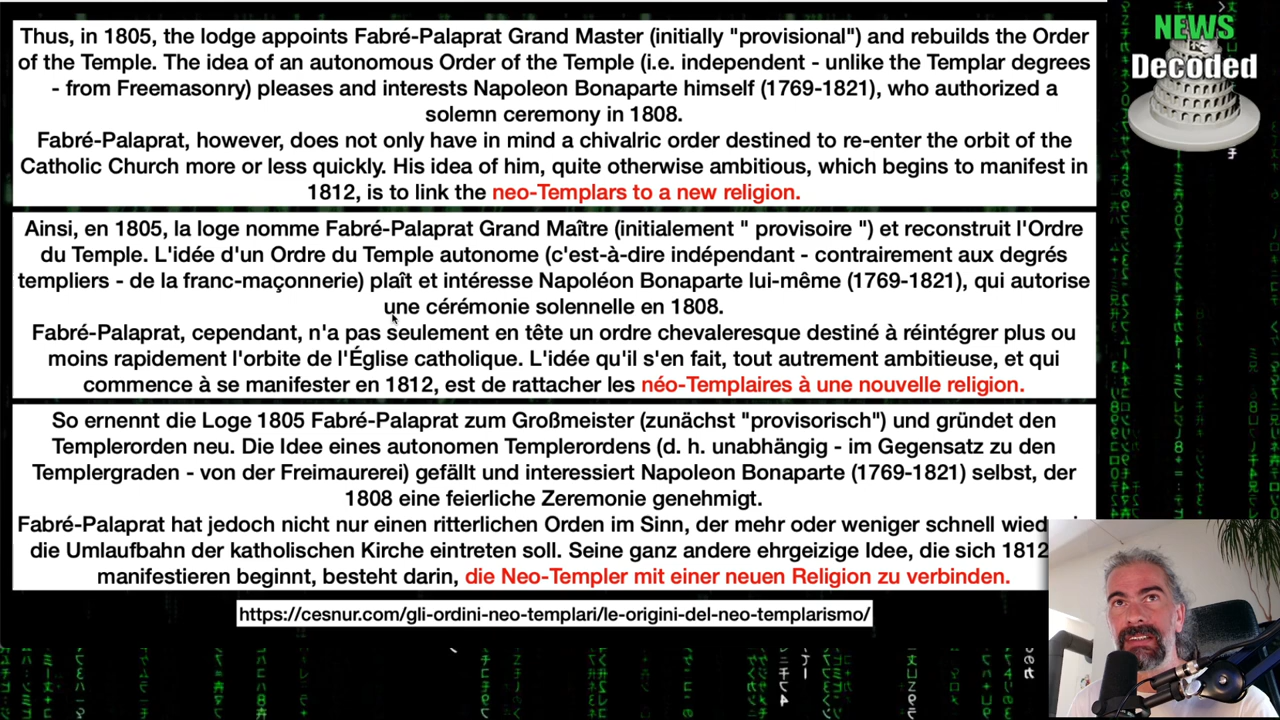 Thus, in 1805, the lodge appoints Fabré-Palaprat Grand Master (initially "provisional") and rebuilds the Order
of the Temple. The idea of an autonomous Order of the Temple (i.e. independent - unlike the Templar degrees
- from Freemasonry) pleases and interests Napoleon Bonaparte himself (1769-1821), who authorized a
solemn ceremony in 1808.
Fabré-Palaprat, however, does not only have in mind a chivalric order destined to re-enter the orbit of the
Catholic Church more or less quickly. His idea of him, quite otherwise ambitious, which begins to manifest in
1812, is to link the neo-Templars to a new religion.
Ainsi, en 1805, la loge nomme Fabré-Palaprat Grand Maître (initialement " provisoire ") et reconstruit l'Ordre
du Temple. L'idée d'un Ordre du Temple autonome (c'est-à-dire indépendant - contrairement aux degrés
templiers - de la franc-maçonnerie) plaît et intéresse Napoléon Bonaparte lui-même (1769-1821), qui autorise
une cérémonie solennelle en 1808.
Fabré-Palaprat, cependant, n'a pas seulement en tête un ordre chevaleresque destiné à réintégrer plus ou
moins rapidement l'orbite de l'Église catholique. L'idée qu'il s'en fait, tout autrement ambitieuse, et qui
commence à se manifester en 1812, est de rattacher les néo-Templaires à une nouvelle religion.
So ernennt die Loge 1805 Fabré-Palaprat zum Großmeister (zunächst "provisorisch") und gründet den
Templerorden neu. Die Idee eines autonomen Templerordens (d. h. unabhängig - im Gegensatz zu den
Templergraden - von der Freimaurerei) gefällt und interessiert Napoleon Bonaparte (1769-1821) selbst, der
1808 eine feierliche Zeremonie genehmigt.
Fabré-Palaprat hat jedoch nicht nur einen ritterlichen Orden im Sinn, der mehr oder weniger schnell
die Umlaufbahn der katholischen Kirche eintreten soll. Seine ganz andere ehrgeizige Idee, die sich 1812
manifestieren beginnt, besteht darin, die Neo-Templer mit einer neuen Religion zu verbinden.
https://cesnur.com/gli-ordini-neo-templari/le-origini-del-neo-templarismo/
NEWS
Decoded